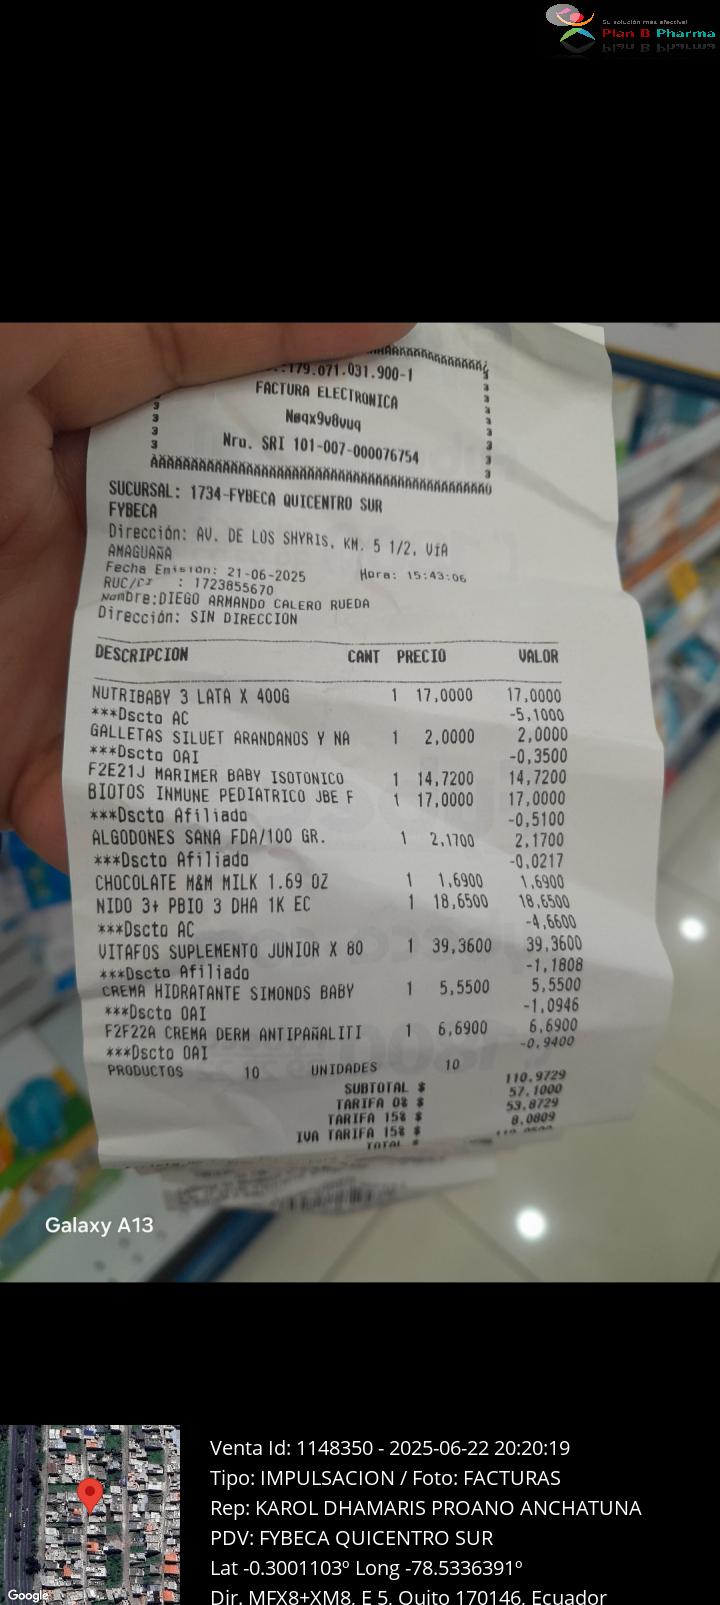 Su solución más efectiva!
Plan B Pharma
179.071.031.900-1
FACTURA ELECTRONICA
Nøqx9v8vuq
Nro. SRI 101-007-000076754
SUCURSAL: 1734-FYBECA QUICENTRO SUR
FYBECA
Dirección: AV. DE LOS SHYRIS, KM. 5 1/2, VíA
AMAGUAÑA
Fecha Emision: 21-06-2025 Hora: 15:43:06
RUC/CI : 1723855670
Nombre:DIEGO ARMANDO CALERO RUEDA
Dirección: SIN DIRECCION
DESCRIPCION CANT PRECIO VALOR
NUTRIBABY 3 LATA X 400G 1 17,0000 17,0000
***Dscto AC -5,1000
GALLETAS SILUET ARANDANOS Y NA 1 2,0000 2,0000
***Dscto OAI -0,3500
F2E21J MARIMER BABY ISOTONICO 1 14,7200 14,7200
BIOTOS INMUNE PEDIATRICO JBE F 1 17,0000 17,0000
***Dscto Afiliado -0,5100
ALGODONES SANA FDA/100 GR. 1 2,1700 2,1700
***Dscto Afiliado -0,0217
CHOCOLATE M&M MILK 1.69 OZ 1 1,6900 1,6900
NIDO 3+ PBIO 3 DHA 1K EC 1 18,6500 18,6500
***Dscto AC -4,6600
VITAFOS SUPLEMENTO JUNIOR X 80 1 39,3600 39,3600
***Dscto Afiliado -1,1808
CREMA HIDRATANTE SIMONDS BABY 1 5,5500 5,5500
***Dscto OAI -1,0946
F2F22A CREMA DERM ANTIPAÑALITI 1 6,6900 6,6900
***Dscto OAI -0,9400
PRODUCTOS 10 UNIDADES 10
SUBTOTAL $ 110,9729
TARIFA 0% $ 57,1000
TARIFA 15% $ 53,8729
IVA TARIFA 15% $ 8,0809
TOTAL $
Galaxy A13
Google
Venta Id: 1148350 - 2025-06-22 20:20:19
Tipo: IMPULSACION / Foto: FACTURAS
Rep: KAROL DHAMARIS PROANO ANCHATUNA
PDV: FYBECA QUICENTRO SUR
Lat -0.3001103º Long -78.5336391º
Dir. MFX8+XM8, E 5, Quito 170146, Ecuador